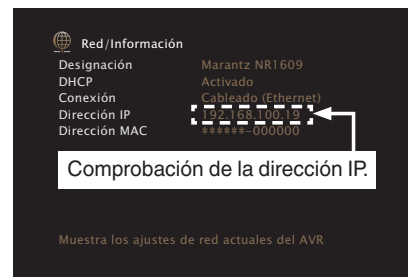 Red/Información
Designación Marantz NR1609
DHCP Activado
Conexión Cableado (Ethernet)
Dirección IP 192.168.100.19
Dirección MAC ******-000000
Comprobación de la dirección IP.
Muestra los ajustes de red actuales del AVR